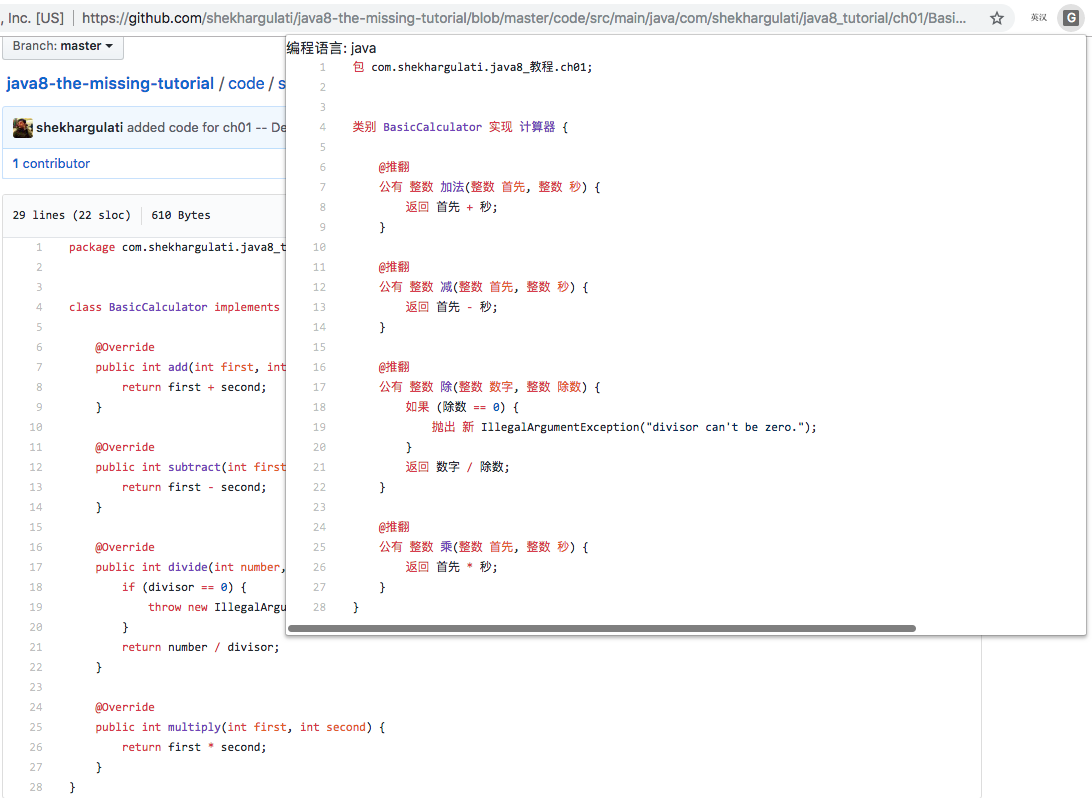 , Inc. [US] https://github.com/shekhargulati/java8-the-missing-tutorial/blob/master/code/src/main/java/com/shekhargulati/java8_tutorial/ch01/Basi... 英汉 G
Branch: master
java8-the-missing-tutorial / code / s
shekhargulati added code for ch01 -- De
1 contributor
29 lines (22 sloc) 610 Bytes
1 package com.shekhargulati.java8_t
2
3
4 class BasicCalculator implements
5
6 @Override
7 public int add(int first, int
8 return first + second;
9 }
10
11 @Override
12 public int subtract(int first
13 return first - second;
14 }
15
16 @Override
17 public int divide(int number,
18 if (divisor == 0) {
19 throw new IllegalArgu
20 }
21 return number / divisor;
22 }
23
24 @Override
25 public int multiply(int first, int second) {
26 return first * second;
27 }
28 }
编程语言: java
1 包 com.shekhargulati.java8_教程.ch01;
2
3
4 类别 BasicCalculator 实现 计算器 {
5
6 @推翻
7 公有 整数 加法(整数 首先, 整数 秒) {
8 返回 首先 + 秒;
9 }
10
11 @推翻
12 公有 整数 减(整数 首先, 整数 秒) {
13 返回 首先 - 秒;
14 }
15
16 @推翻
17 公有 整数 除(整数 数字, 整数 除数) {
18 如果 (除数 == 0) {
19 抛出 新 IllegalArgumentException("divisor can't be zero.");
20 }
21 返回 数字 / 除数;
22 }
23
24 @推翻
25 公有 整数 乘(整数 首先, 整数 秒) {
26 返回 首先 * 秒;
27 }
28 }